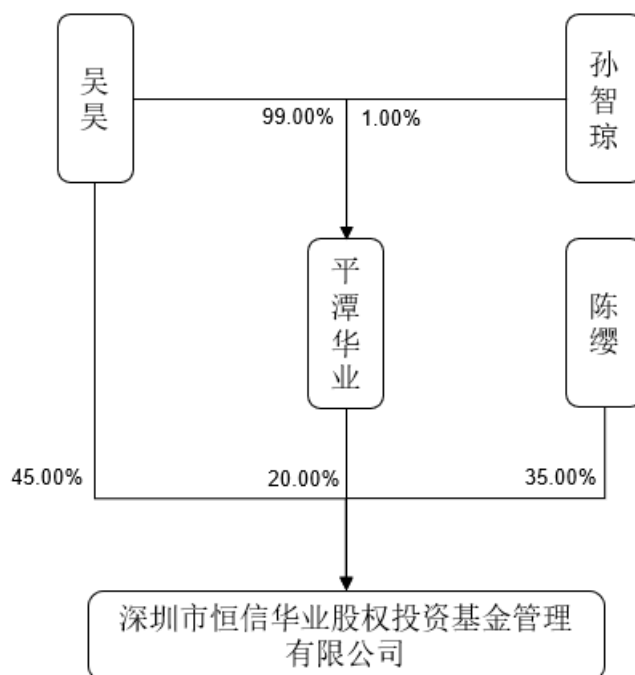 吴昊
孙智琼
99.00%
1.00%
平潭华业
陈缨
45.00%
20.00%
35.00%
深圳市恒信华业股权投资基金管理
有限公司